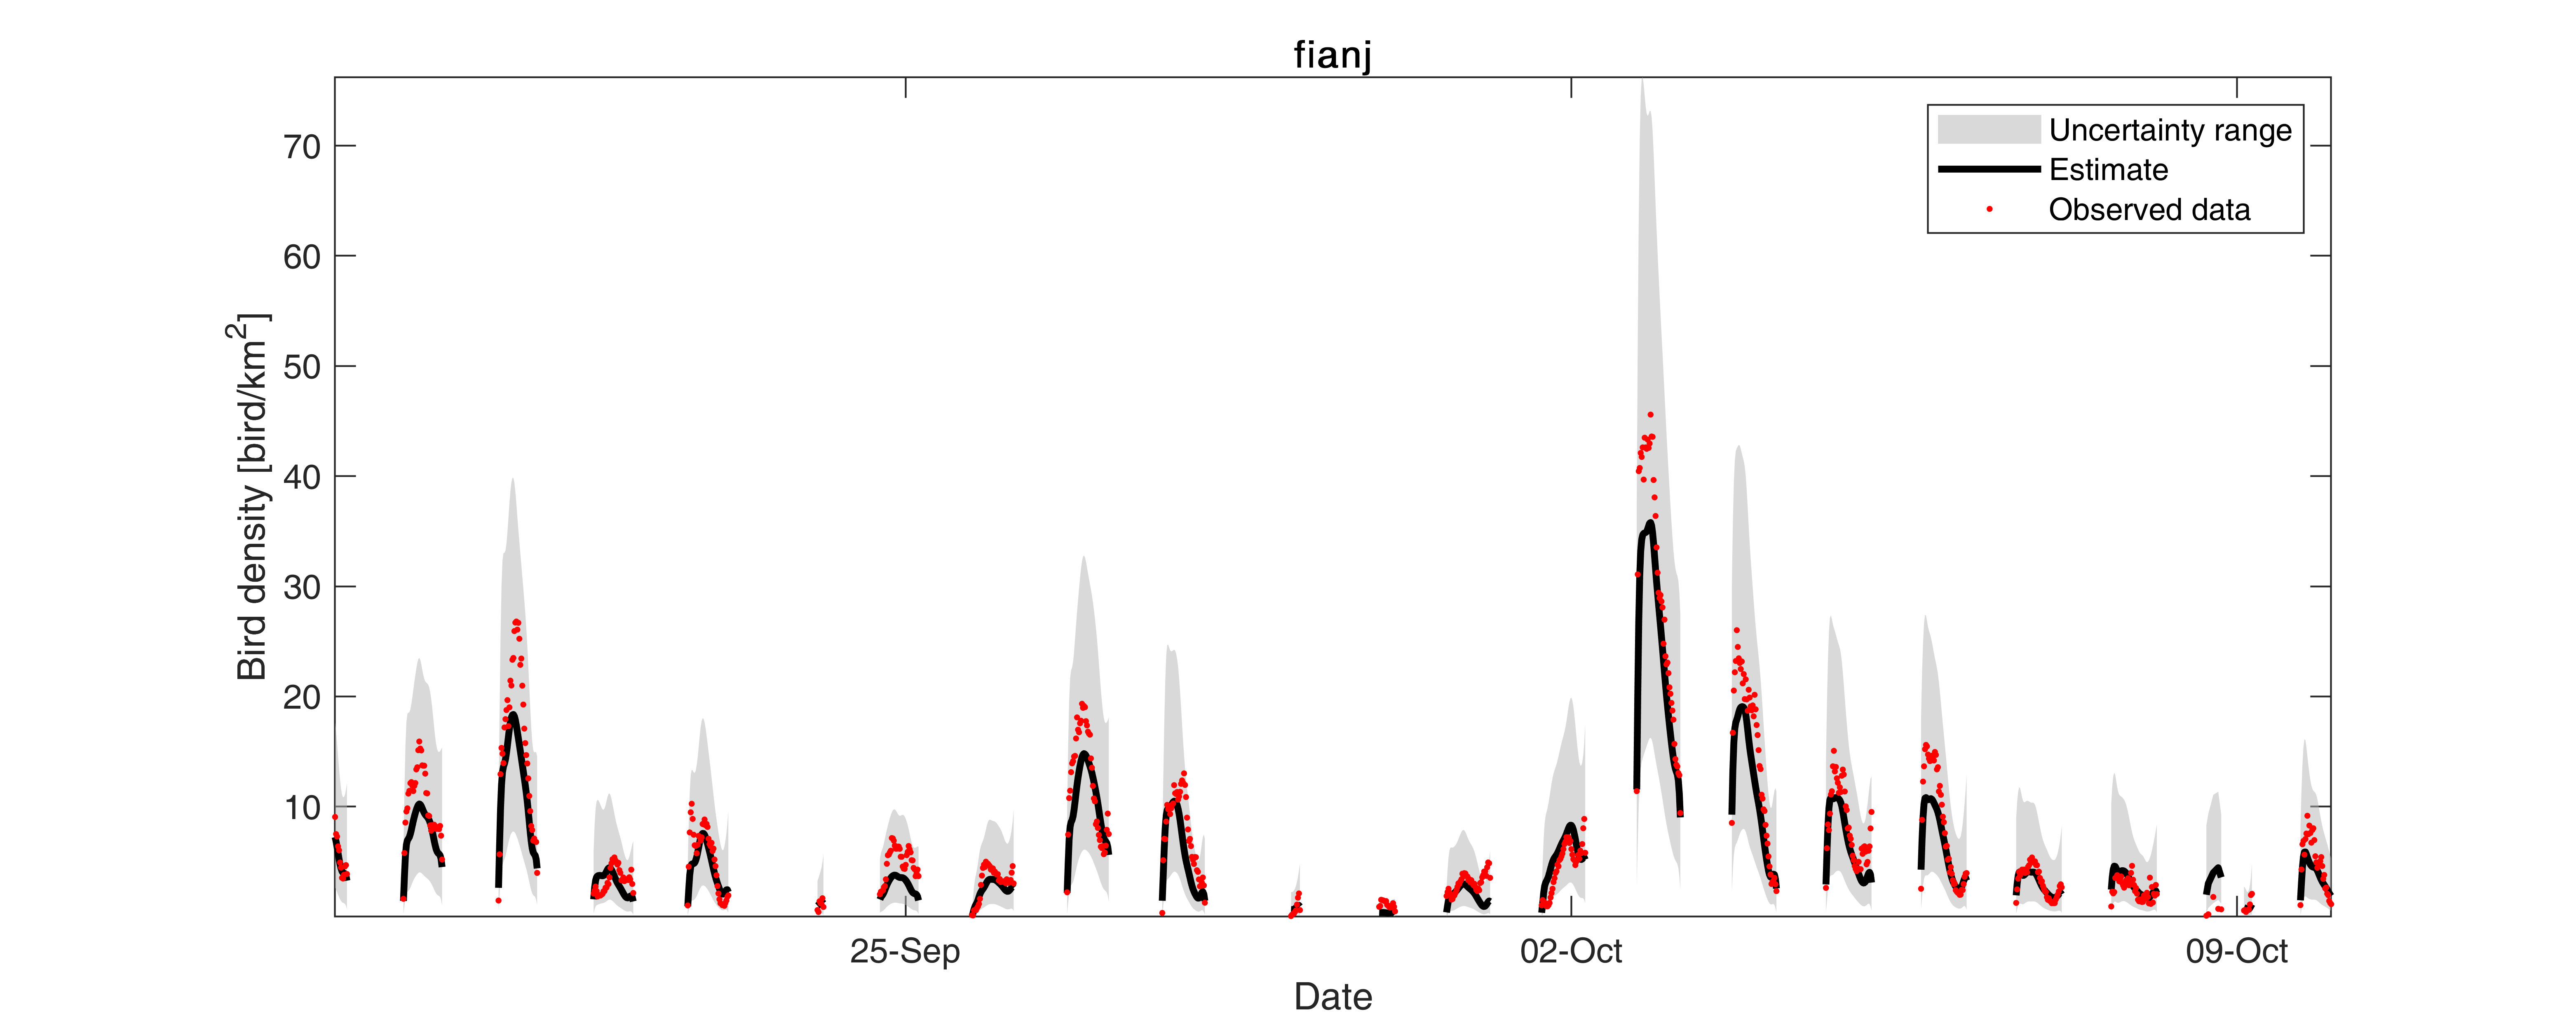 fianj
Uncertainty range
Estimate
Observed data
70
60
50
40
30
20
10
Bird density [bird/km²]
25-Sep
02-Oct
09-Oct
Date